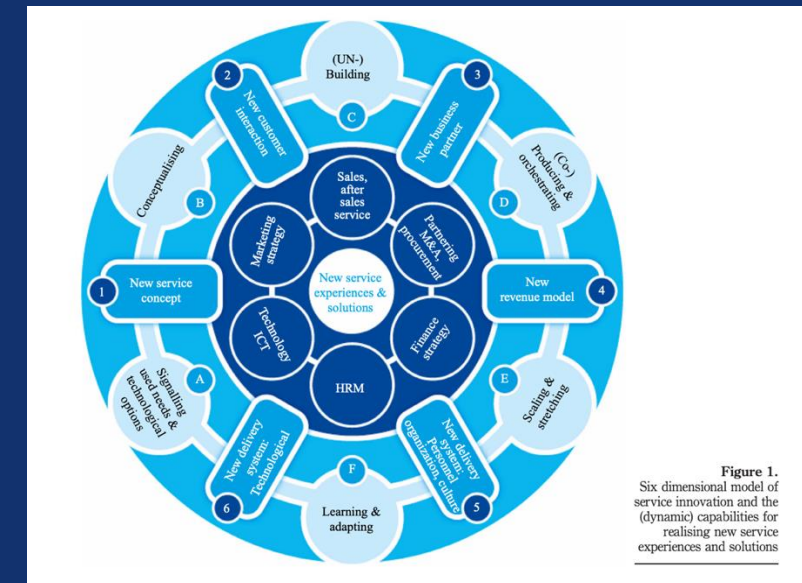 (UN-)
Building
C
2
New customer
interaction
3
New business
partner
Conceptualising
B
(Co-)
Producing &
orchestrating
D
Sales,
after
sales
service
Marketing
strategy
Partnering
M&A,
procurement
1
New service
concept
New service
experiences &
solutions
New
revenue model
4
Technology
ICT
Finance
strategy
HRM
A
Signalling
used needs &
technological
options
E
Scaling &
stretching
New delivery
system:
Technological
6
New delivery
system:
Personnel
organization, culture
5
F
Learning &
adapting
Figure 1.
Six dimensional model of
service innovation and the
(dynamic) capabilities for
realising new service
experiences and solutions